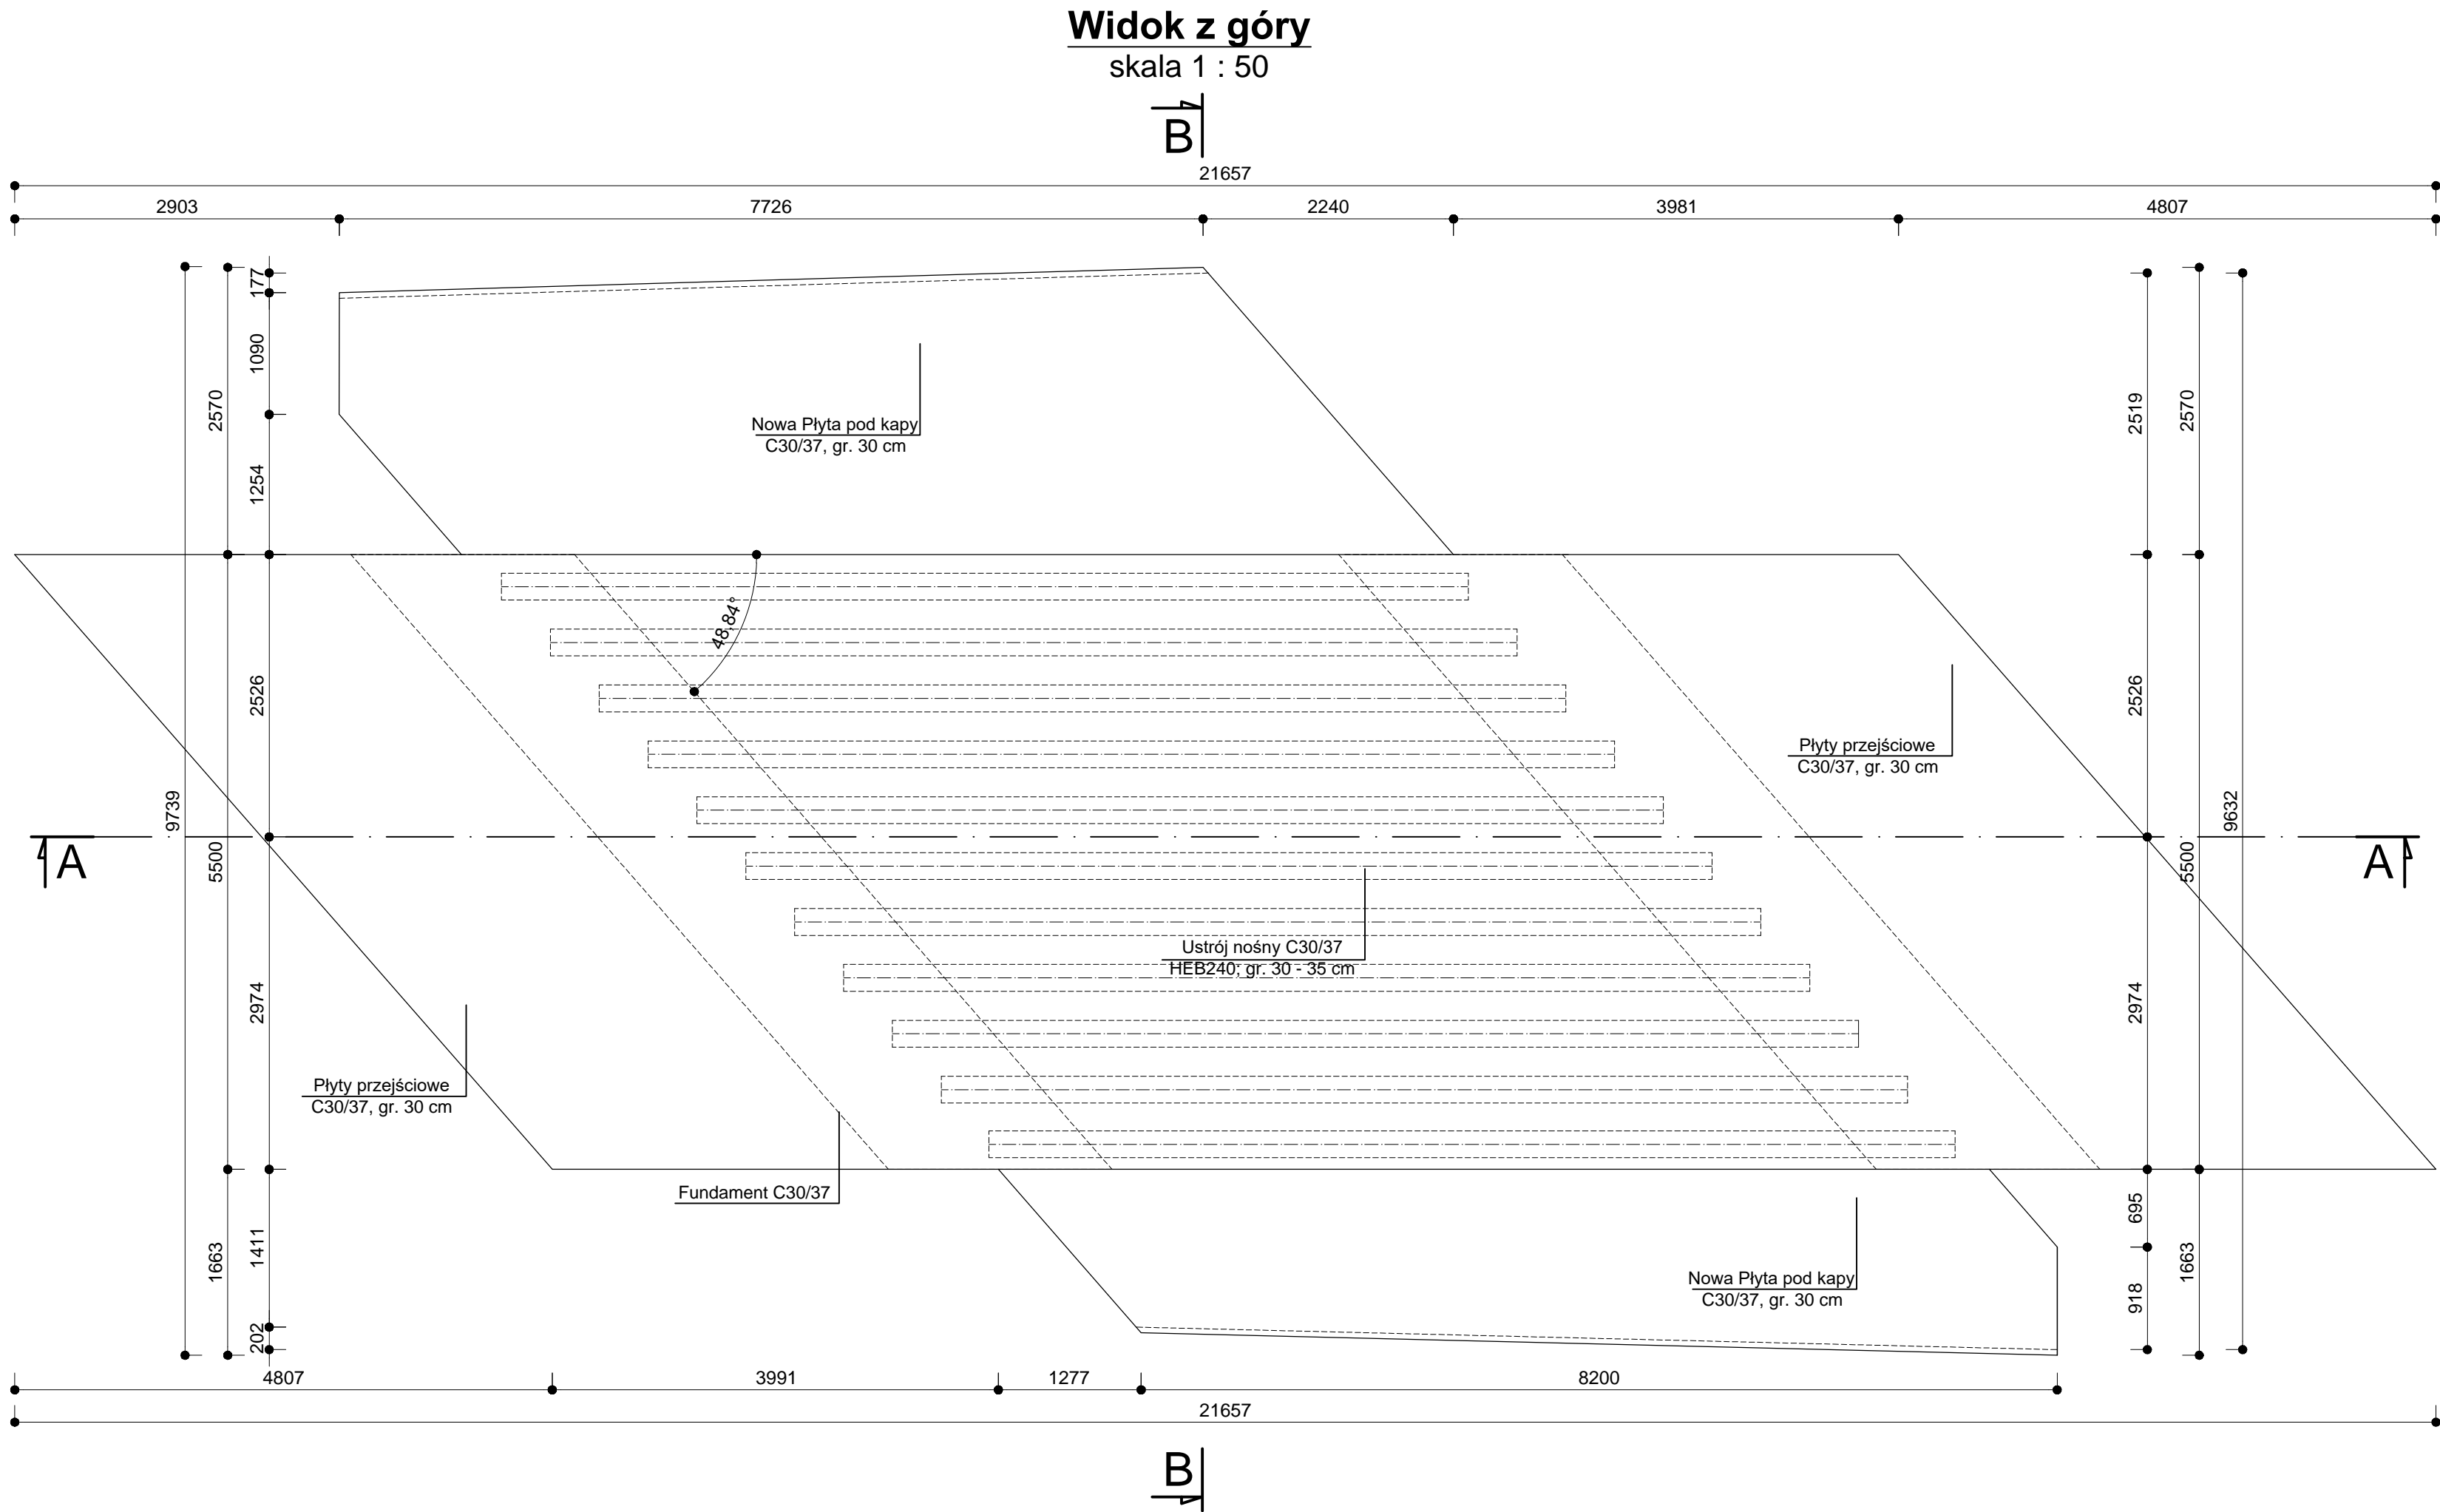 Widok z góry
skala 1 : 50
B
21657
2903
7726
2240
3981
4807
177
1090
2570
1254
2519
2570
Nowa Płyta pod kapy
C30/37, gr. 30 cm
48,84°
2526
2526
Płyty przejściowe
C30/37, gr. 30 cm
9739
9632
A
A
5500
5500
Ustrój nośny C30/37
HEB240; gr. 30 - 35 cm
2974
2974
Płyty przejściowe
C30/37, gr. 30 cm
Fundament C30/37
1663
1411
202
695
1663
918
Nowa Płyta pod kapy
C30/37, gr. 30 cm
4807
3991
1277
8200
21657
B